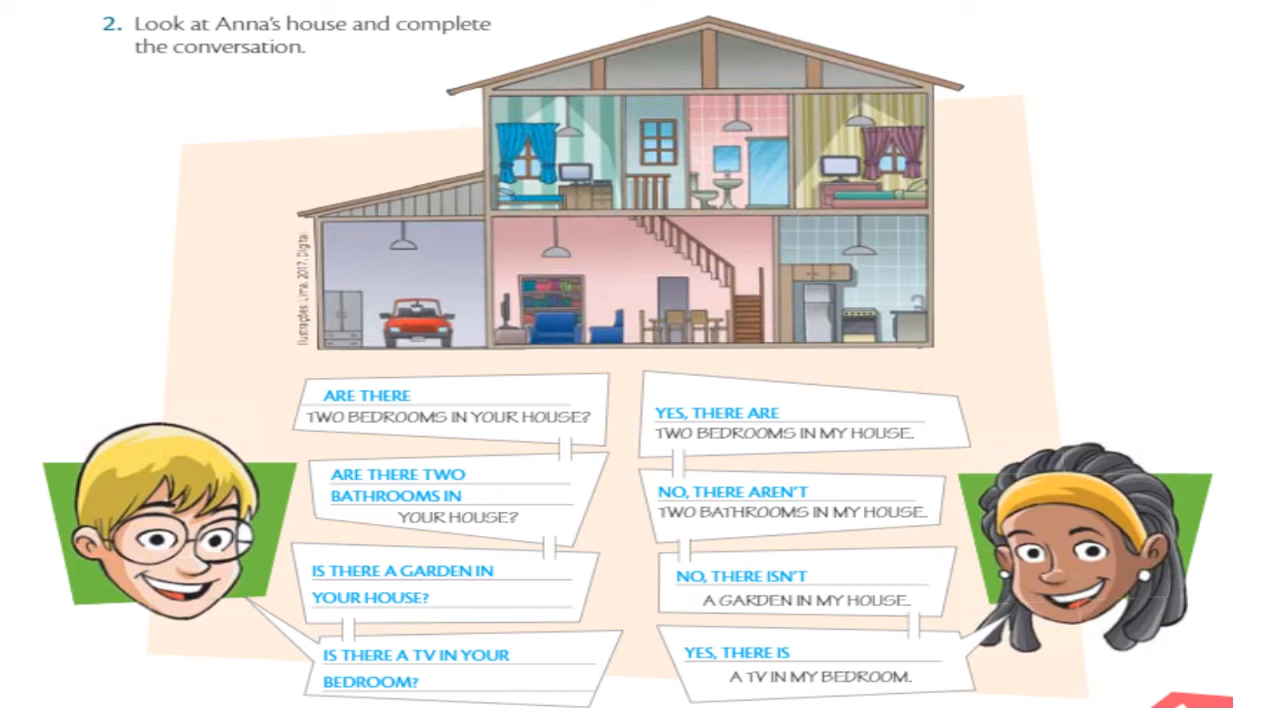 2. Look at Anna's house and complete
the conversation.
Ilustrações: Lima. 2017. Digital.
ARE THERE
TWO BEDROOMS IN YOUR HOUSE?
YES, THERE ARE
TWO BEDROOMS IN MY HOUSE.
ARE THERE TWO
BATHROOMS IN
YOUR HOUSE?
NO, THERE AREN'T
TWO BATHROOMS IN MY HOUSE.
IS THERE A GARDEN IN
YOUR HOUSE?
NO, THERE ISN'T
A GARDEN IN MY HOUSE.
IS THERE A TV IN YOUR
BEDROOM?
YES, THERE IS
A TV IN MY BEDROOM.